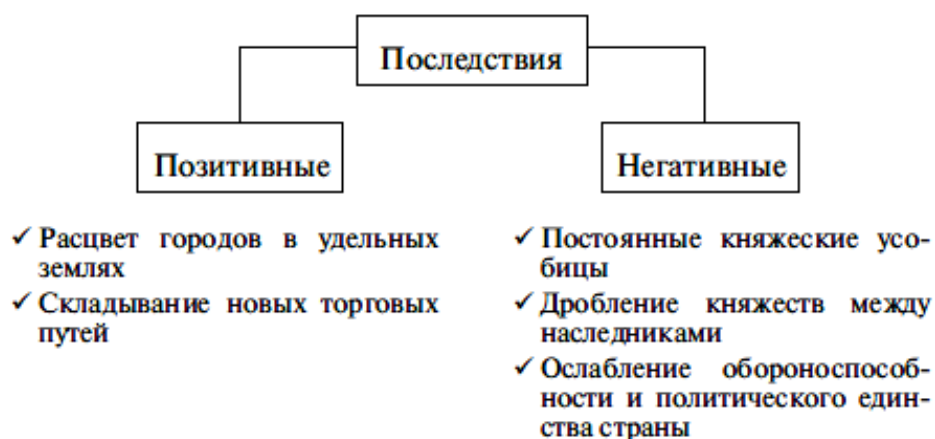 Последствия
Позитивные
Негативные
✓ Расцвет городов в удельных
землях
✓ Складывание новых торговых
путей
✓ Постоянные княжеские усо-
бицы
✓ Дробление княжеств между
наследниками
✓ Ослабление обороноспособ-
ности и политического един-
ства страны